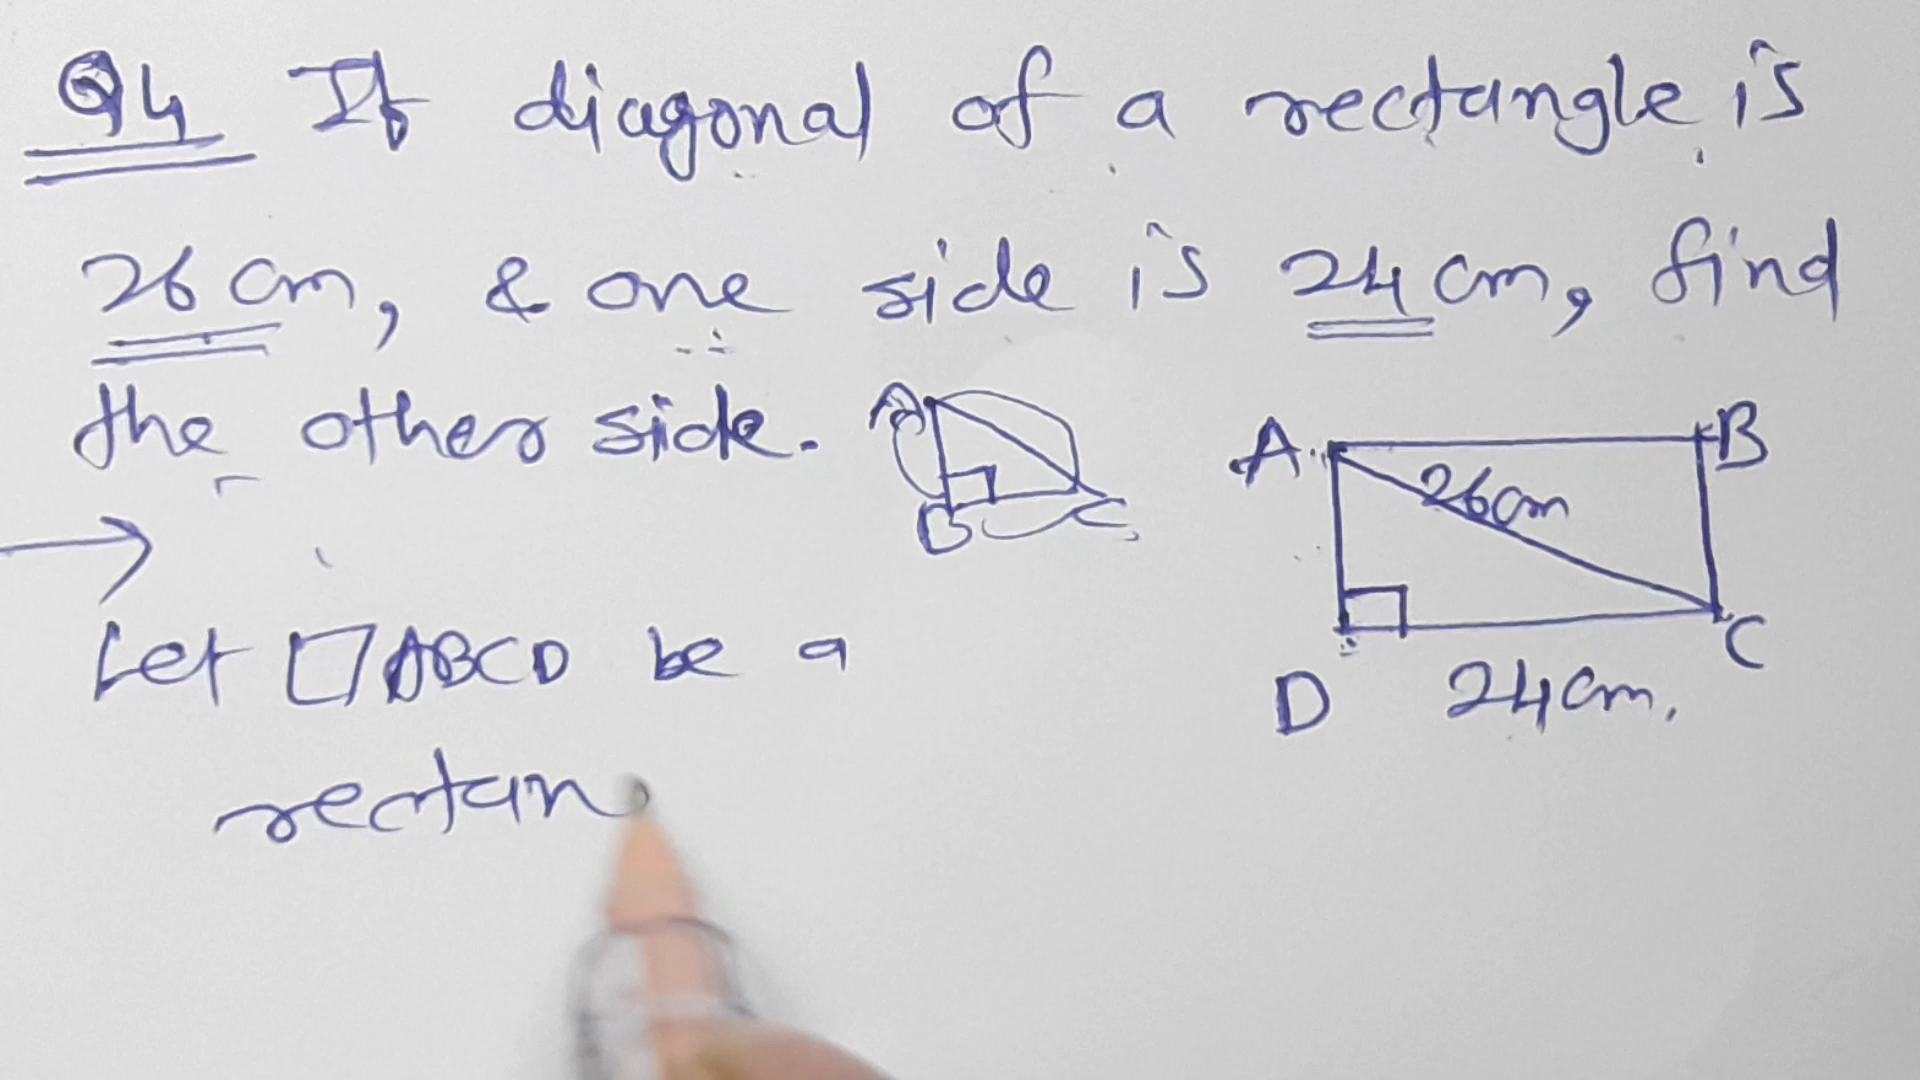 Q4 If diagonal of a rectangle is
26 cm, & one side is 24 cm, find
the other side.
A
B C
A B
26cm
C
D 24cm.
Let □ABCD be a
rectan